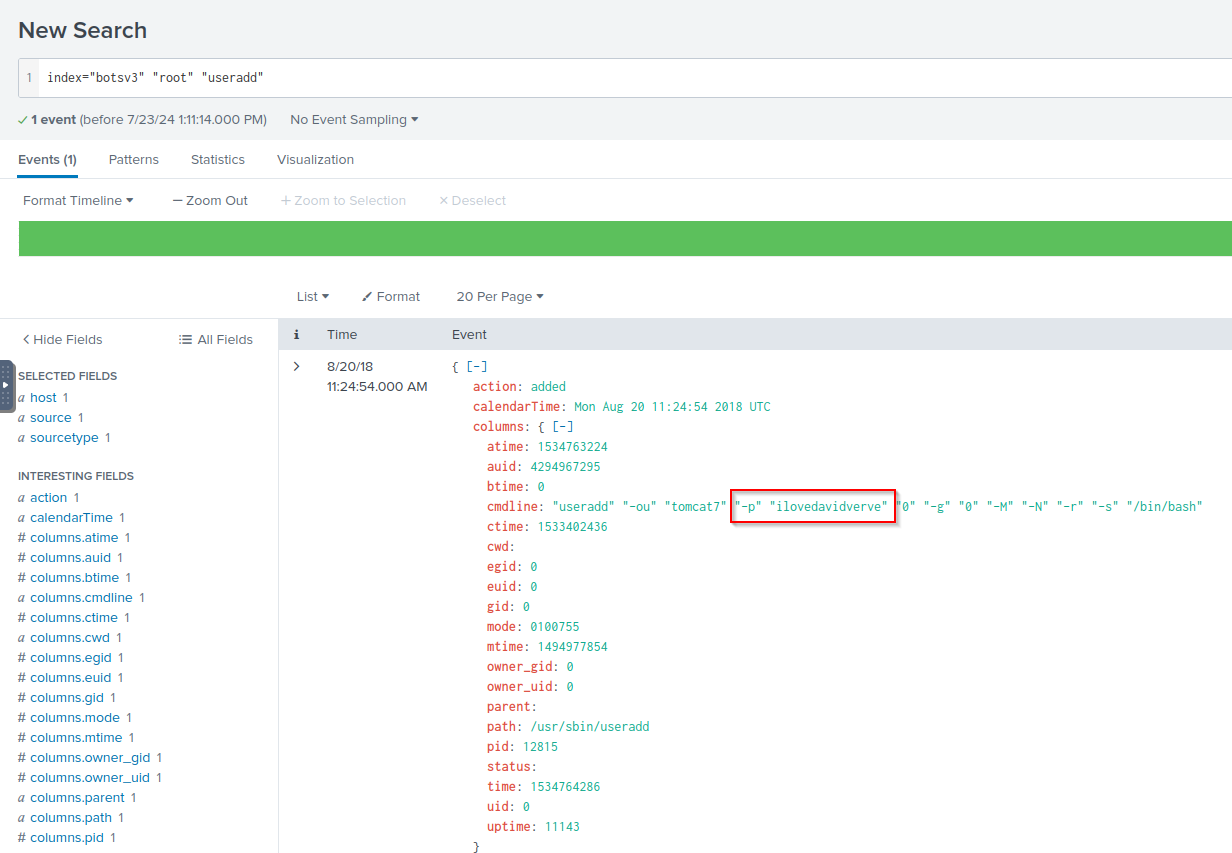 New Search
1 index="botsv3" "root" "useradd"
✓ 1 event (before 7/23/24 1:11:14.000 PM) No Event Sampling ▾
Events (1) Patterns Statistics Visualization
Format Timeline ▾ — Zoom Out + Zoom to Selection × Deselect
List ▾ Format 20 Per Page ▾
< Hide Fields All Fields
i Time Event
SELECTED FIELDS
a host 1
a source 1
a sourcetype 1
INTERESTING FIELDS
a action 1
a calendarTime 1
# columns.atime 1
# columns.auid 1
# columns.btime 1
a columns.cmdline 1
# columns.ctime 1
a columns.cwd 1
# columns.egid 1
# columns.euid 1
# columns.gid 1
# columns.mode 1
# columns.mtime 1
# columns.owner_gid 1
# columns.owner_uid 1
a columns.parent 1
a columns.path 1
# columns.pid 1
> 8/20/18
11:24:54.000 AM
{ [-]
action: added
calendarTime: Mon Aug 20 11:24:54 2018 UTC
columns: { [-]
atime: 1534763224
auid: 4294967295
btime: 0
cmdline: "useradd" "-ou" "tomcat7" "-p" "ilovedavidverve" "0" "-g" "0" "-M" "-N" "-r" "-s" "/bin/bash"
ctime: 1533402436
cwd:
egid: 0
euid: 0
gid: 0
mode: 0100755
mtime: 1494977854
owner_gid: 0
owner_uid: 0
parent:
path: /usr/sbin/useradd
pid: 12815
status:
time: 1534764286
uid: 0
uptime: 11143
}